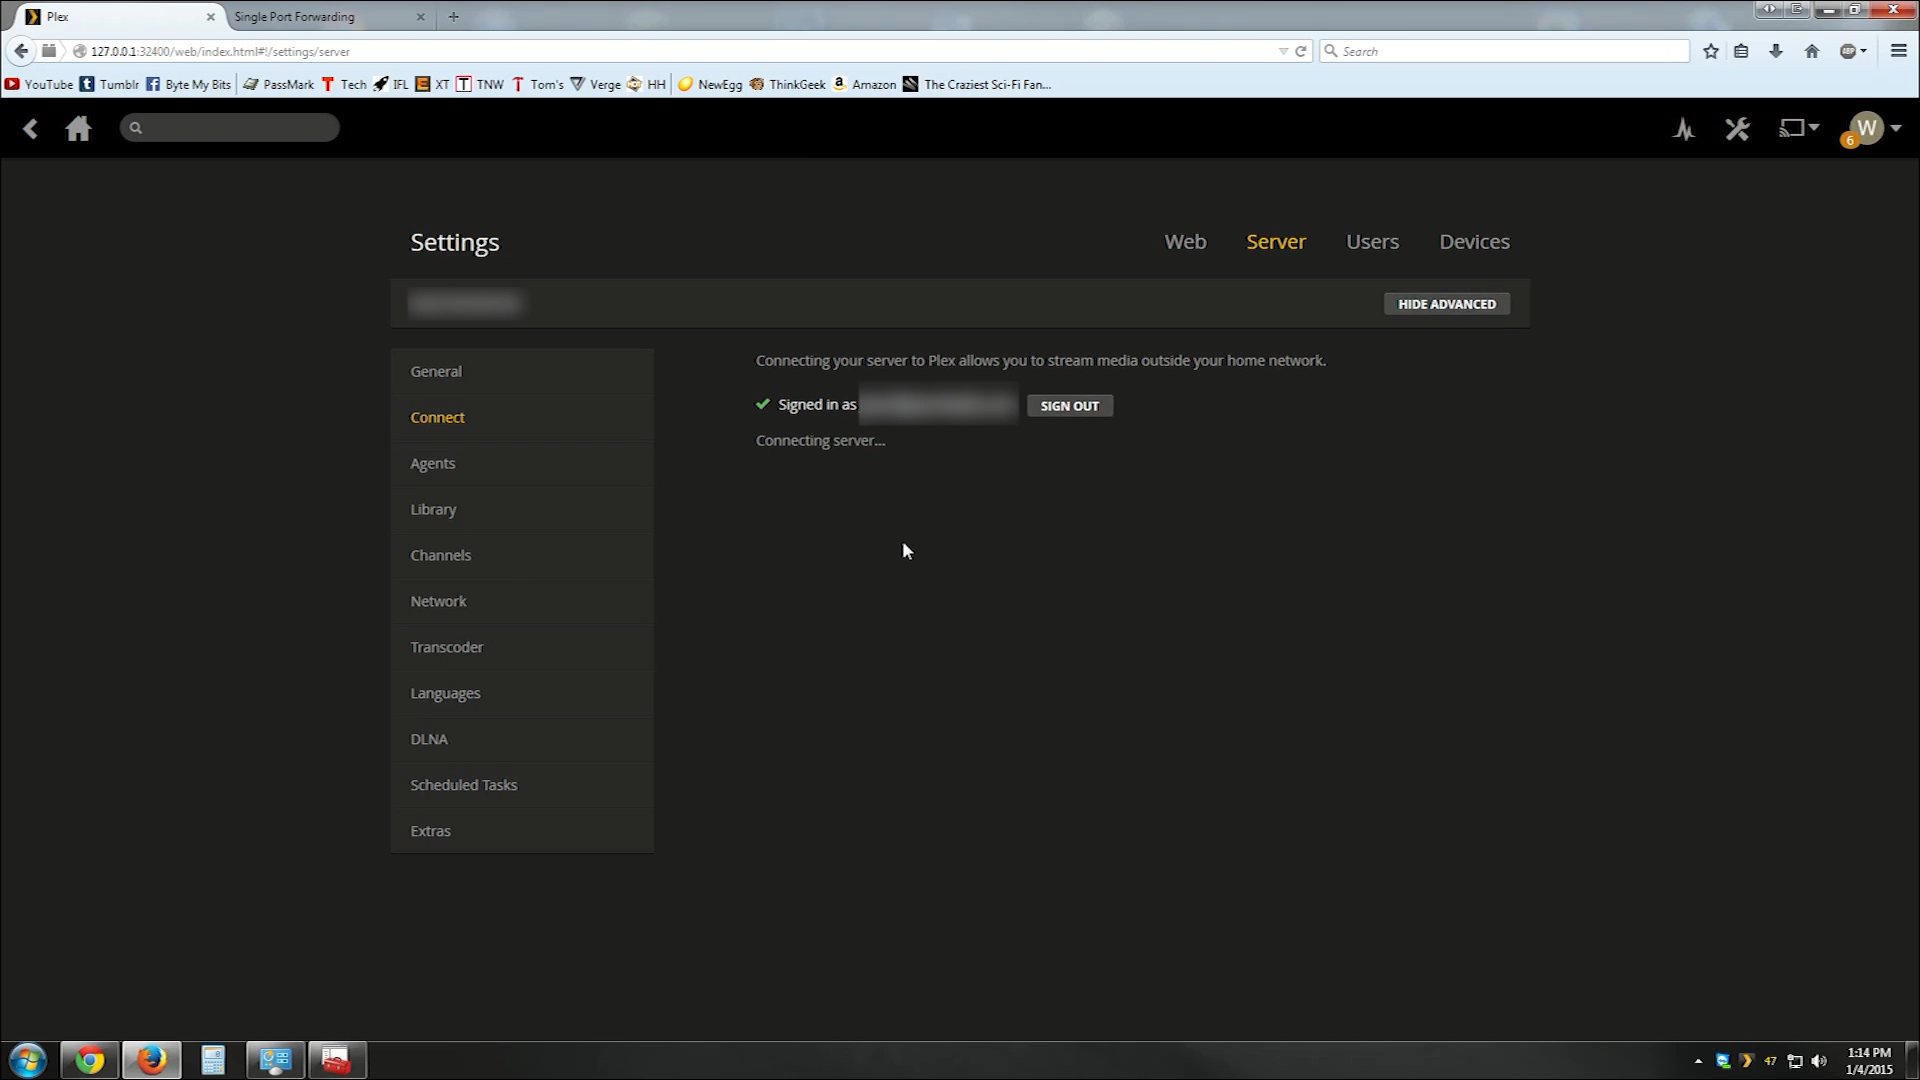 Plex
Single Port Forwarding
127.0.0.1:32400/web/index.html#!/settings/server
Search
YouTube
Tumblr
Byte My Bits
PassMark
Tech
IFL
XT
TNW
Tom's
Verge
HH
NewEgg
ThinkGeek
Amazon
The Craziest Sci-Fi Fan...
W
6
Settings
Web
Server
Users
Devices
HIDE ADVANCED
General
Connect
Agents
Library
Channels
Network
Transcoder
Languages
DLNA
Scheduled Tasks
Extras
Connecting your server to Plex allows you to stream media outside your home network.
Signed in as
SIGN OUT
Connecting server...
47
1:14 PM
1/4/2015